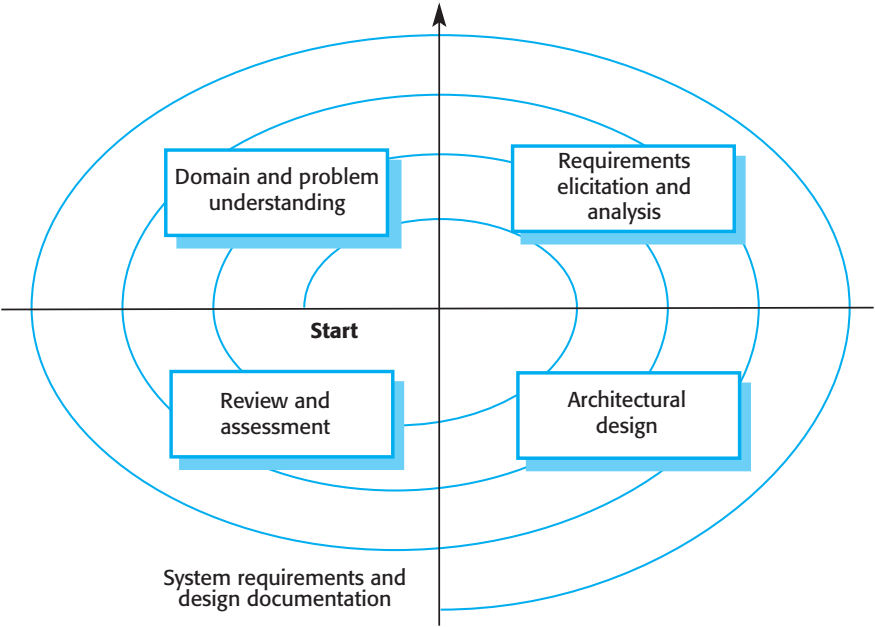 Domain and problem
understanding
Requirements
elicitation and
analysis
Start
Review and
assessment
Architectural
design
System requirements and
design documentation